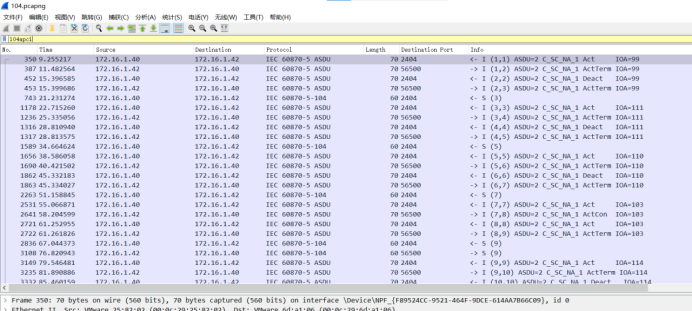 104.pcapng
文件(F) 编辑(E) 视图(V) 跳转(G) 捕获(C) 分析(A) 统计(S) 电话(Y) 无线(W) 工具(T) 帮助(H)
104apci
No. Time Source Destination Protocol Length Destination Port Info
350 9.255217 172.16.1.40 172.16.1.42 IEC 60870-5 ASDU 70 2404 <- I (1,1) ASDU=2 C_SC_NA_1 Act IOA=99
387 11.482564 172.16.1.42 172.16.1.40 IEC 60870-5 ASDU 70 56500 -> I (1,2) ASDU=2 C_SC_NA_1 ActTerm IOA=99
452 15.396585 172.16.1.40 172.16.1.42 IEC 60870-5 ASDU 70 2404 <- I (2,2) ASDU=2 C_SC_NA_1 Deact IOA=99
453 15.399686 172.16.1.42 172.16.1.40 IEC 60870-5 ASDU 70 56500 -> I (2,3) ASDU=2 C_SC_NA_1 ActTerm IOA=99
743 21.231274 172.16.1.40 172.16.1.42 IEC 60870-5-104 60 2404 <- S (3)
1178 22.715260 172.16.1.40 172.16.1.42 IEC 60870-5 ASDU 70 2404 <- I (3,3) ASDU=2 C_SC_NA_1 Act IOA=111
1236 25.335056 172.16.1.42 172.16.1.40 IEC 60870-5 ASDU 70 56500 -> I (3,4) ASDU=2 C_SC_NA_1 ActTerm IOA=111
1316 28.810940 172.16.1.40 172.16.1.42 IEC 60870-5 ASDU 70 2404 <- I (4,4) ASDU=2 C_SC_NA_1 Deact IOA=111
1317 28.813575 172.16.1.42 172.16.1.40 IEC 60870-5 ASDU 70 56500 -> I (4,5) ASDU=2 C_SC_NA_1 ActTerm IOA=111
1589 34.664624 172.16.1.40 172.16.1.42 IEC 60870-5-104 60 2404 <- S (5)
1656 38.586058 172.16.1.40 172.16.1.42 IEC 60870-5 ASDU 70 2404 <- I (5,5) ASDU=2 C_SC_NA_1 Act IOA=110
1690 40.421502 172.16.1.42 172.16.1.40 IEC 60870-5 ASDU 70 56500 -> I (5,6) ASDU=2 C_SC_NA_1 ActTerm IOA=110
1862 45.332183 172.16.1.40 172.16.1.42 IEC 60870-5 ASDU 70 2404 <- I (6,6) ASDU=2 C_SC_NA_1 Deact IOA=110
1863 45.334027 172.16.1.42 172.16.1.40 IEC 60870-5 ASDU 70 56500 -> I (6,7) ASDU=2 C_SC_NA_1 ActTerm IOA=110
2263 51.158845 172.16.1.40 172.16.1.42 IEC 60870-5-104 60 2404 <- S (7)
2531 55.066871 172.16.1.40 172.16.1.42 IEC 60870-5 ASDU 70 2404 <- I (7,7) ASDU=2 C_SC_NA_1 Act IOA=103
2641 58.204599 172.16.1.42 172.16.1.40 IEC 60870-5 ASDU 70 56500 -> I (7,8) ASDU=2 C_SC_NA_1 ActCon IOA=103
2721 61.252955 172.16.1.40 172.16.1.42 IEC 60870-5 ASDU 70 2404 <- I (8,8) ASDU=2 C_SC_NA_1 Deact IOA=103
2722 61.261826 172.16.1.42 172.16.1.40 IEC 60870-5 ASDU 70 56500 -> I (8,9) ASDU=2 C_SC_NA_1 ActTerm IOA=103
2836 67.044373 172.16.1.40 172.16.1.42 IEC 60870-5-104 60 2404 <- S (9)
3100 76.820943 172.16.1.42 172.16.1.40 IEC 60870-5-104 60 56500 -> S (9)
3179 79.546481 172.16.1.40 172.16.1.42 IEC 60870-5 ASDU 70 2404 <- I (9,9) ASDU=2 C_SC_NA_1 Act IOA=114
3235 81.890886 172.16.1.42 172.16.1.40 IEC 60870-5 ASDU 70 56500 -> I (9,10) ASDU=2 C_SC_NA_1 ActTerm IOA=114
3332 85.460159 172.16.1.40 172.16.1.42 IEC 60870-5 ASDU 70 2404 <- I (10,10) ASDU=2 C_SC_NA_1 Deact IOA=114
Frame 350: 70 bytes on wire (560 bits), 70 bytes captured (560 bits) on interface \Device\NPF_{F89524CC-9521-464F-9DCE-614AA7B66C09}, id 0
Ethernet II, Src: VMware_25:82:02 (00:0c:29:25:82:02), Dst: VMware_6d:a1:06 (00:0c:29:6d:a1:06)